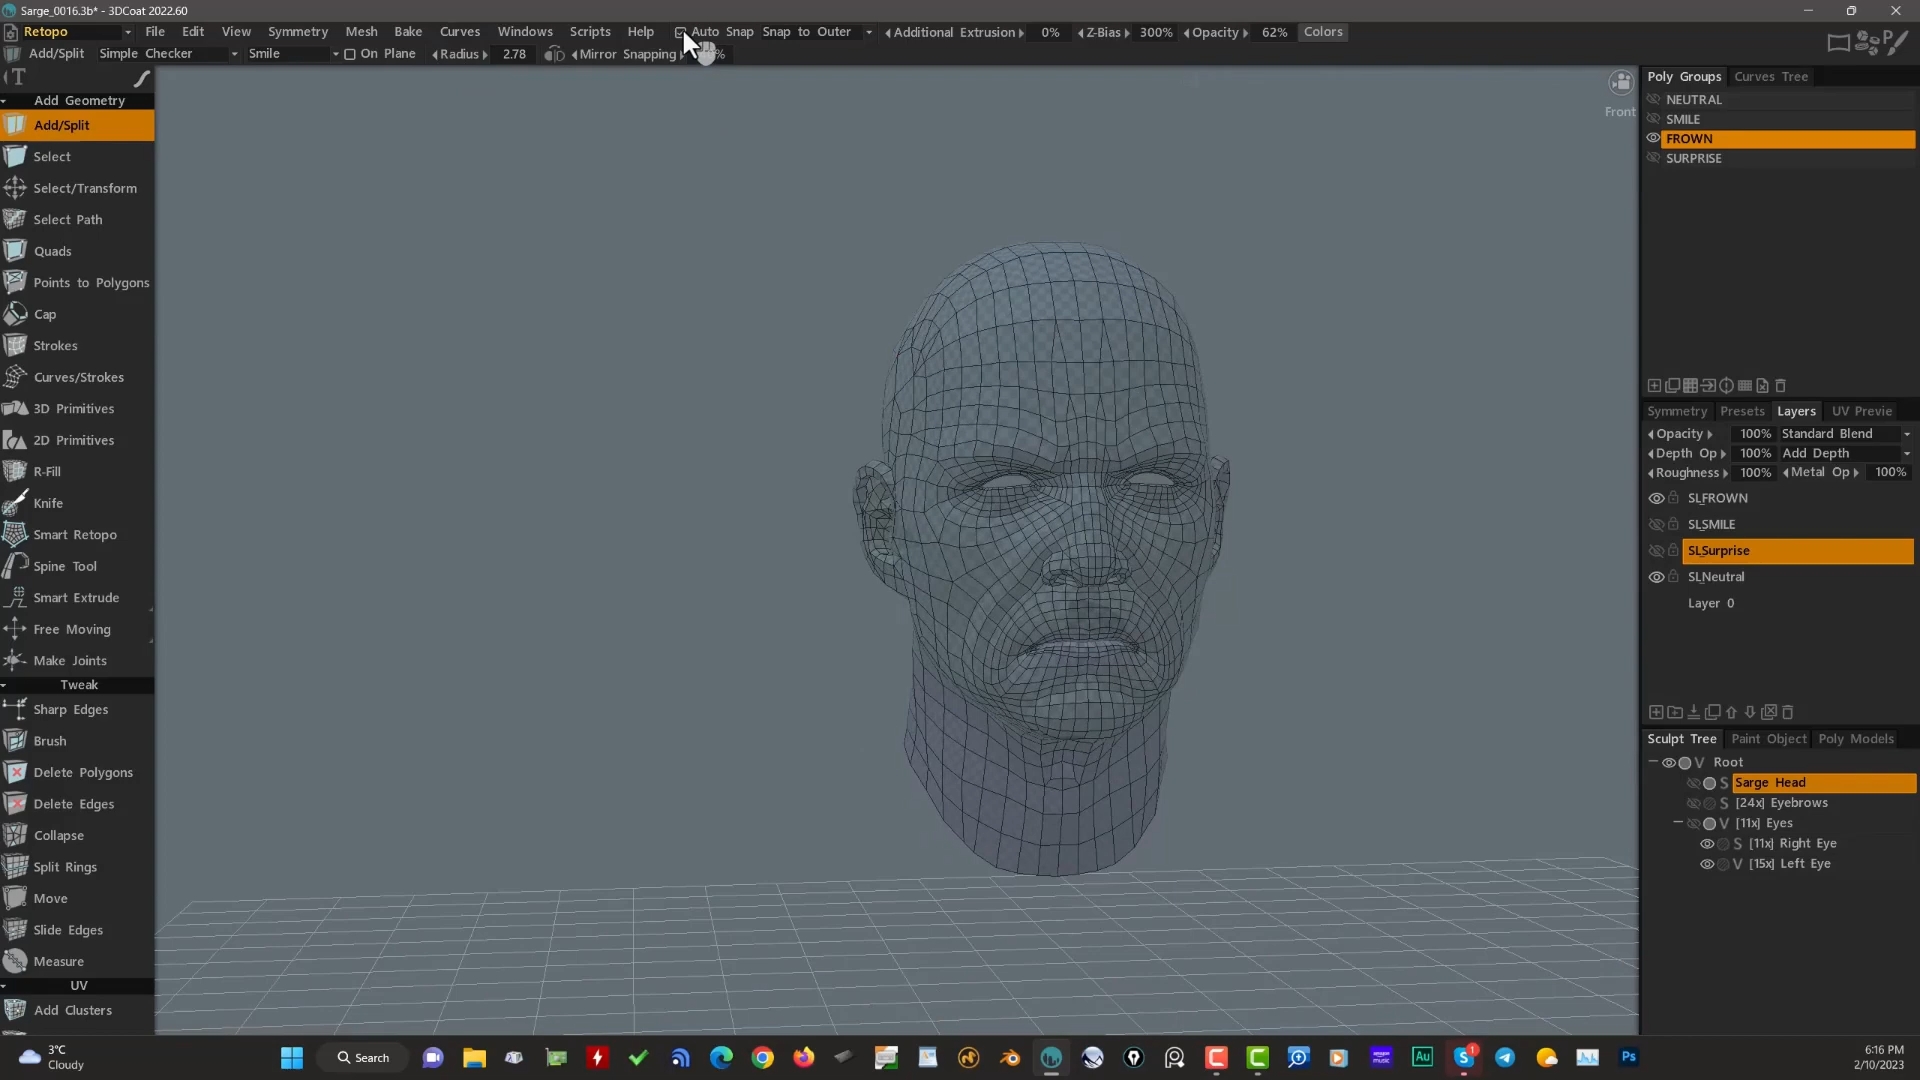 Sarge_0016.3b* - 3DCoat 2022.60
Retopo File Edit View Symmetry Mesh Bake Curves Windows Scripts Help Auto Snap Snap to Outer Additional Extrusion 0% Z-Bias 300% Opacity 62% Colors
Add/Split Simple Checker Smile On Plane Radius 2.78 Mirror Snapping
T
Add Geometry
Add/Split
Select
Select/Transform
Select Path
Quads
Points to Polygons
Cap
Strokes
Curves/Strokes
3D Primitives
2D Primitives
R-Fill
Knife
Smart Retopo
Spine Tool
Smart Extrude
Free Moving
Make Joints
Tweak
Sharp Edges
Brush
Delete Polygons
Delete Edges
Collapse
Split Rings
Move
Slide Edges
Measure
UV
Add Clusters
Front
Poly Groups Curves Tree
NEUTRAL
SMILE
FROWN
SURPRISE
Symmetry Presets Layers UV Previe
Opacity 100% Standard Blend
Depth Op 100% Add Depth
Roughness 100% Metal Op 100%
SL_FROWN
SL_SMILE
SL_Surprise
SL_Neutral
Layer 0
Sculpt Tree Paint Object Poly Models
V Root
S Sarge Head
S [24x] Eyebrows
V [11x] Eyes
S [11x] Right Eye
V [15x] Left Eye
3°C
Cloudy
Search
Au
1
Ps
6:16 PM
2/10/2023